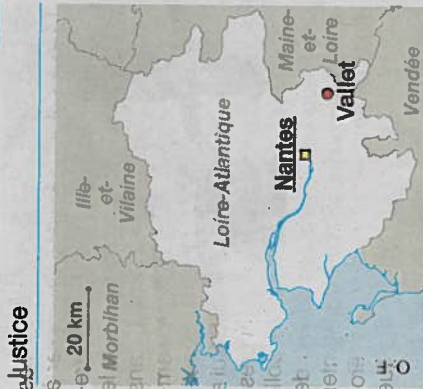 Justice
20 km
Morbihan
Ille-
et-
Vilaine
Maine-
et-
Loire
Loire-Atlantique
Nantes
Vallet
Vendée
O.F.